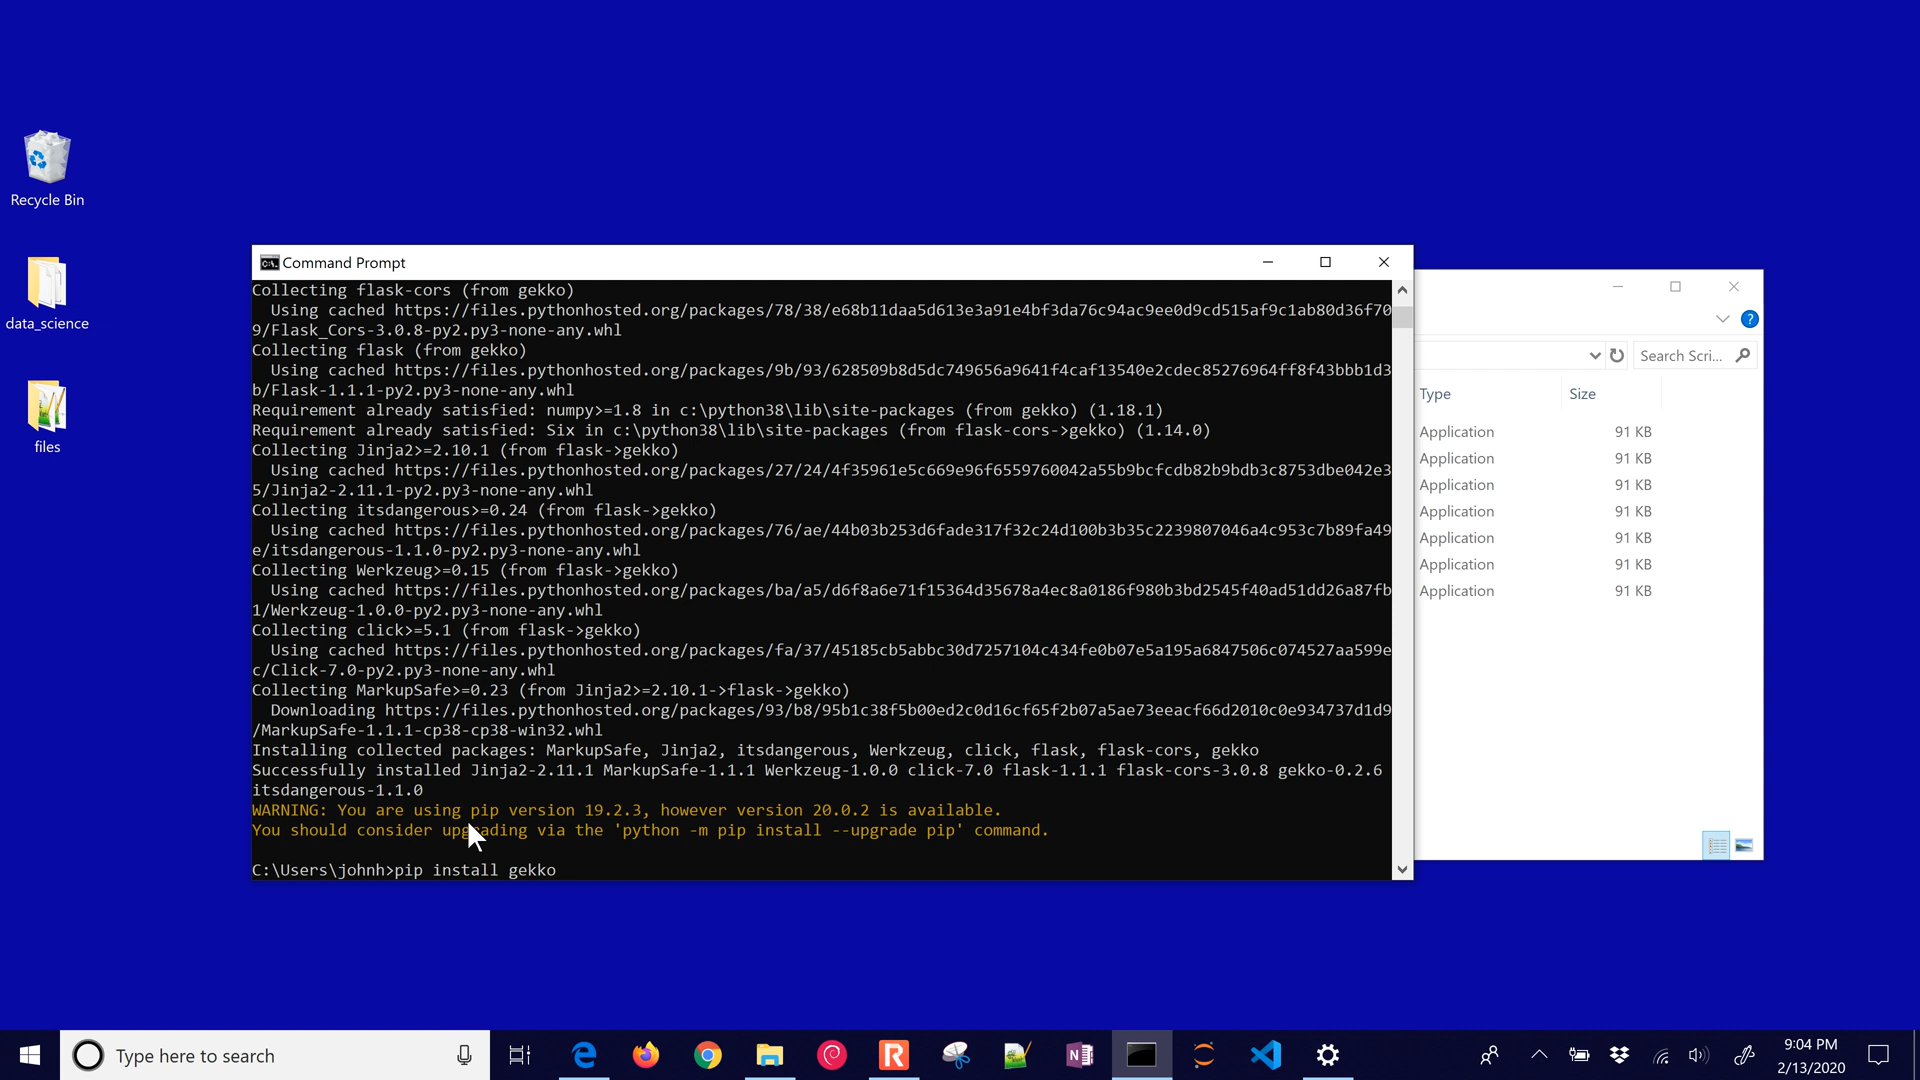 Recycle Bin
data_science
files
Command Prompt
Collecting flask-cors (from gekko)
Using cached https://files.pythonhosted.org/packages/78/38/e68b11daa5d613e3a91e4bf3da76c94ac9ee0d9cd515af9c1ab80d36f70
9/Flask_Cors-3.0.8-py2.py3-none-any.whl
Collecting flask (from gekko)
Using cached https://files.pythonhosted.org/packages/9b/93/628509b8d5dc749656a9641f4caf13540e2cdec85276964ff8f43bbb1d3
b/Flask-1.1.1-py2.py3-none-any.whl
Requirement already satisfied: numpy>=1.8 in c:\python38\lib\site-packages (from gekko) (1.18.1)
Requirement already satisfied: Six in c:\python38\lib\site-packages (from flask-cors->gekko) (1.14.0)
Collecting Jinja2>=2.10.1 (from flask->gekko)
Using cached https://files.pythonhosted.org/packages/27/24/4f35961e5c669e96f6559760042a55b9bcfcdb82b9bdb3c8753dbe042e3
5/Jinja2-2.11.1-py2.py3-none-any.whl
Collecting itsdangerous>=0.24 (from flask->gekko)
Using cached https://files.pythonhosted.org/packages/76/ae/44b03b253d6fade317f32c24d100b3b35c2239807046a4c953c7b89fa49
e/itsdangerous-1.1.0-py2.py3-none-any.whl
Collecting Werkzeug>=0.15 (from flask->gekko)
Using cached https://files.pythonhosted.org/packages/ba/a5/d6f8a6e71f15364d35678a4ec8a0186f980b3bd2545f40ad51dd26a87fb
1/Werkzeug-1.0.0-py2.py3-none-any.whl
Collecting click>=5.1 (from flask->gekko)
Using cached https://files.pythonhosted.org/packages/fa/37/45185cb5abbc30d7257104c434fe0b07e5a195a6847506c074527aa599e
c/Click-7.0-py2.py3-none-any.whl
Collecting MarkupSafe>=0.23 (from Jinja2>=2.10.1->flask->gekko)
Downloading https://files.pythonhosted.org/packages/93/b8/95b1c38f5b00ed2c0d16cf65f2b07a5ae73eeacf66d2010c0e934737d1d9
/MarkupSafe-1.1.1-cp38-cp38-win32.whl
Installing collected packages: MarkupSafe, Jinja2, itsdangerous, Werkzeug, click, flask, flask-cors, gekko
Successfully installed Jinja2-2.11.1 MarkupSafe-1.1.1 Werkzeug-1.0.0 click-7.0 flask-1.1.1 flask-cors-3.0.8 gekko-0.2.6
itsdangerous-1.1.0
WARNING: You are using pip version 19.2.3, however version 20.0.2 is available.
You should consider upgrading via the 'python -m pip install --upgrade pip' command.
C:\Users\johnh>pip install gekko
Search Scri...
Type Size
Application 91 KB
Application 91 KB
Application 91 KB
Application 91 KB
Application 91 KB
Application 91 KB
Application 91 KB
Type here to search
9:04 PM
2/13/2020